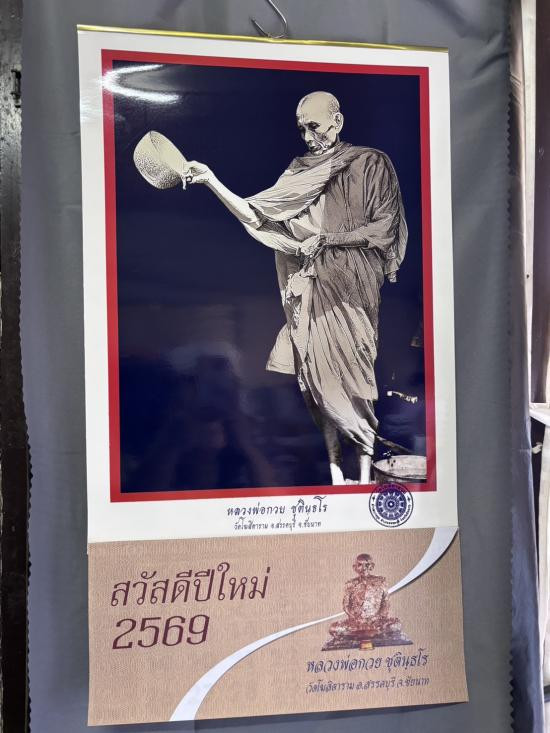 หลวงพ่อกวย ชุตินฺธโร
วัดโฆสิตาราม อ.สรรคบุรี จ.ชัยนาท
สวัสดีปีใหม่
2569
หลวงพ่อกวย ชุตินฺธโร
วัดโฆสิตาราม อ.สรรคบุรี จ.ชัยนาท